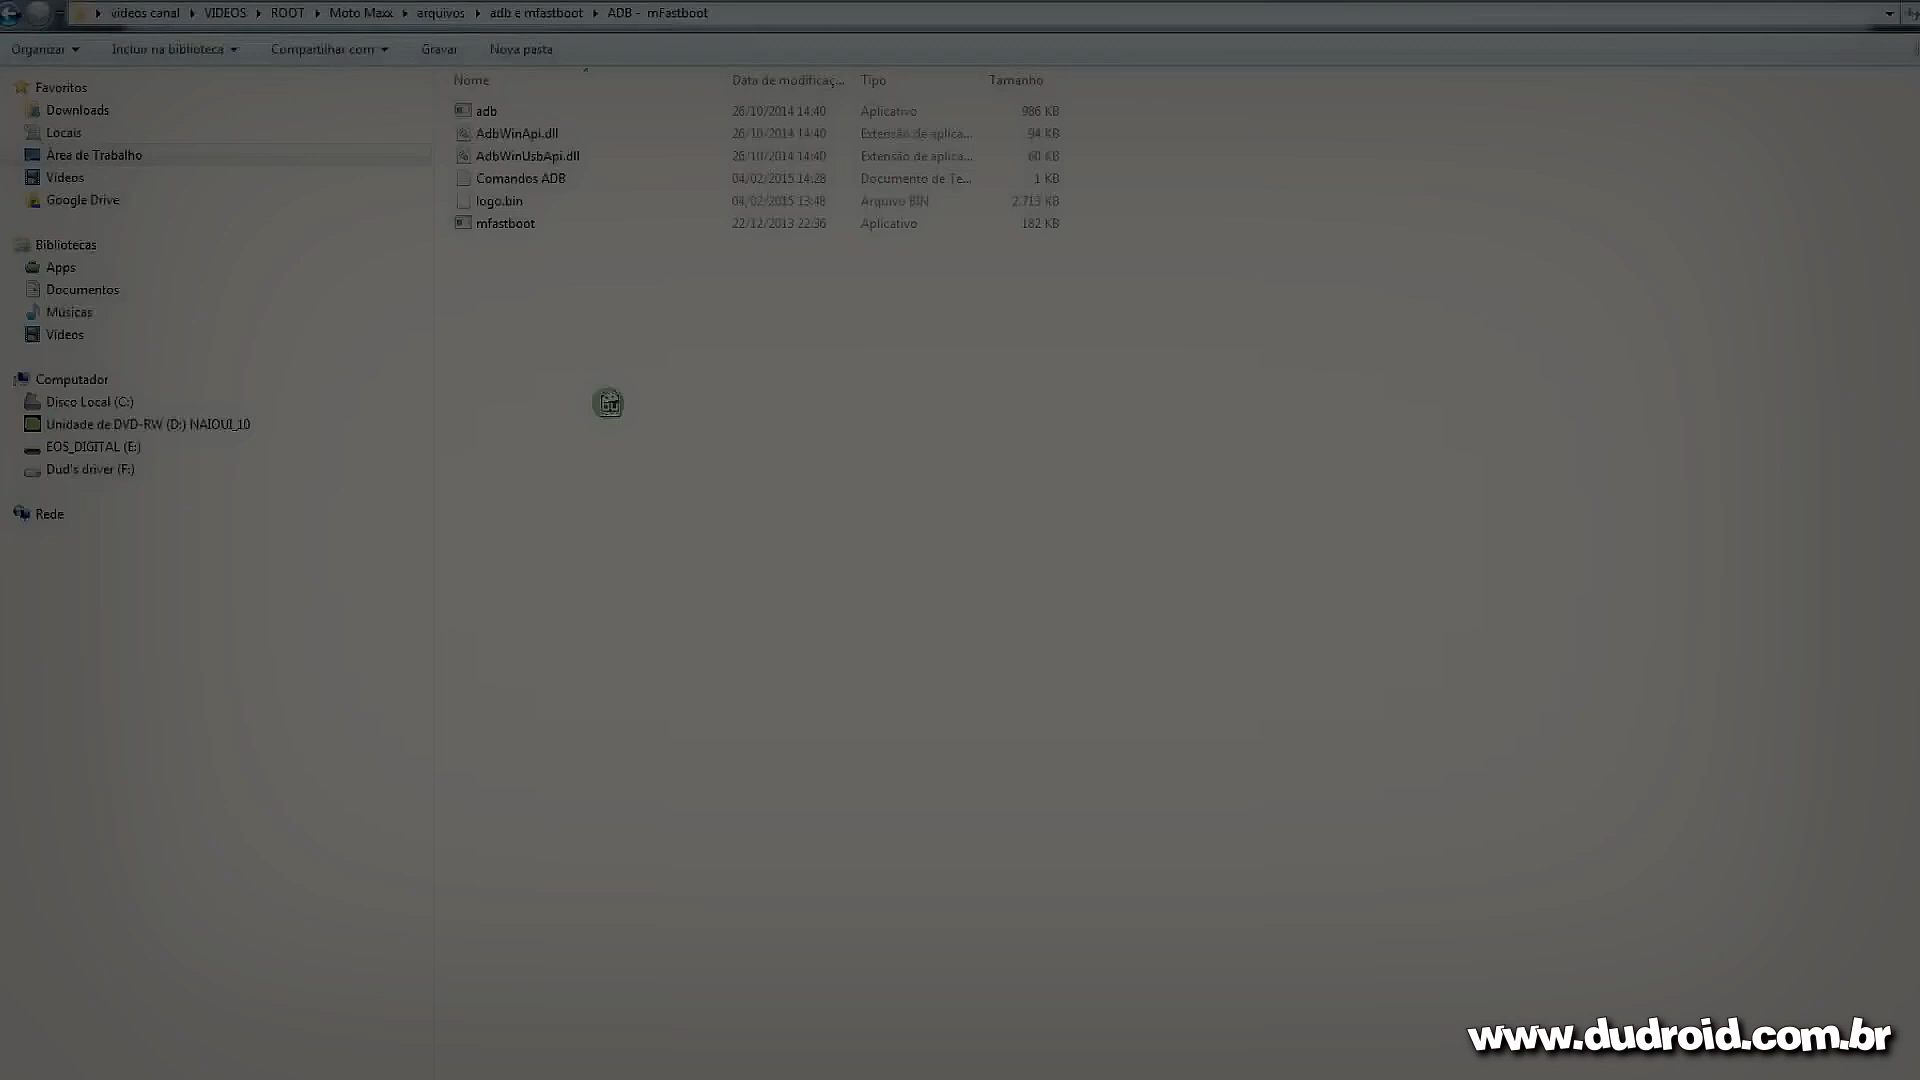 videos canal ▸ VIDEOS ▸ ROOT ▸ Moto Maxx ▸ arquivos ▸ adb e mfastboot ▸ ADB - mFastboot
Organizar Incluir na biblioteca Compartilhar com Gravar Nova pasta
Nome Data de modificaç... Tipo Tamanho
Favoritos
Downloads
Locais
Área de Trabalho
Vídeos
Google Drive
Bibliotecas
Apps
Documentos
Músicas
Vídeos
Computador
Disco Local (C:)
Unidade de DVD-RW (D:) NAIOUI_10
EOS_DIGITAL (E:)
Dud's driver (F:)
Rede
adb 26/10/2014 14:40 Aplicativo 986 KB
AdbWinApi.dll 26/10/2014 14:40 Extensão de aplica... 94 KB
AdbWinUsbApi.dll 26/10/2014 14:40 Extensão de aplica... 60 KB
Comandos ADB 04/02/2015 14:28 Documento de Te... 1 KB
logo.bin 04/02/2015 13:48 Arquivo BIN 2.713 KB
mfastboot 22/12/2013 22:36 Aplicativo 182 KB
www.dudroid.com.br